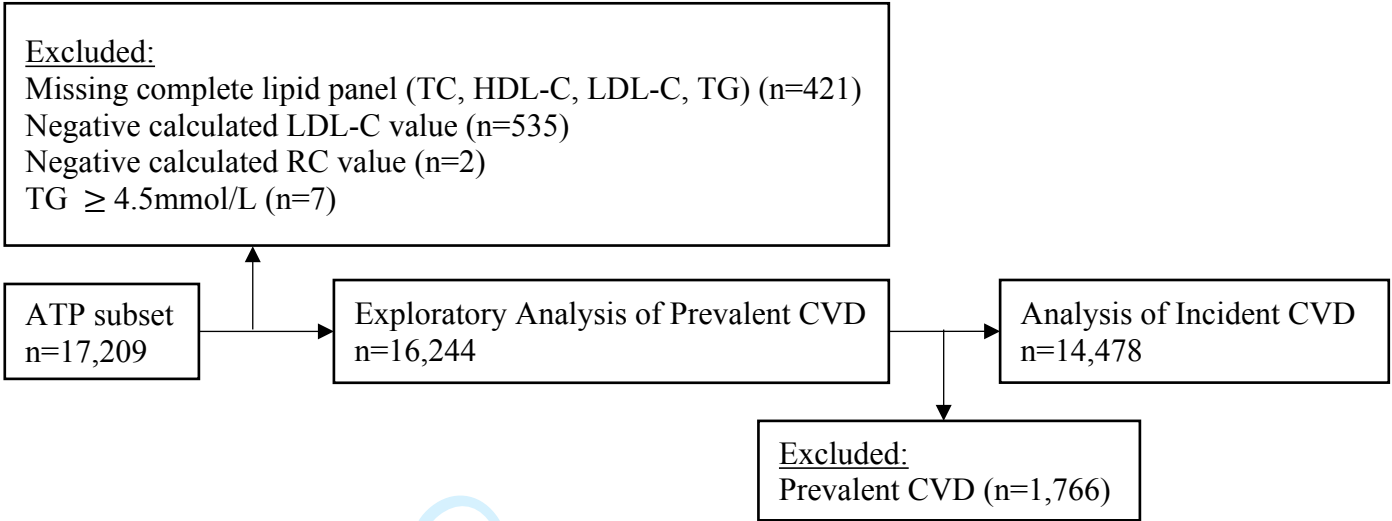 Excluded:
Missing complete lipid panel (TC, HDL-C, LDL-C, TG) (n=421)
Negative calculated LDL-C value (n=535)
Negative calculated RC value (n=2)
TG ≥ 4.5mmol/L (n=7)
ATP subset
n=17,209
Exploratory Analysis of Prevalent CVD
n=16,244
Analysis of Incident CVD
n=14,478
Excluded:
Prevalent CVD (n=1,766)